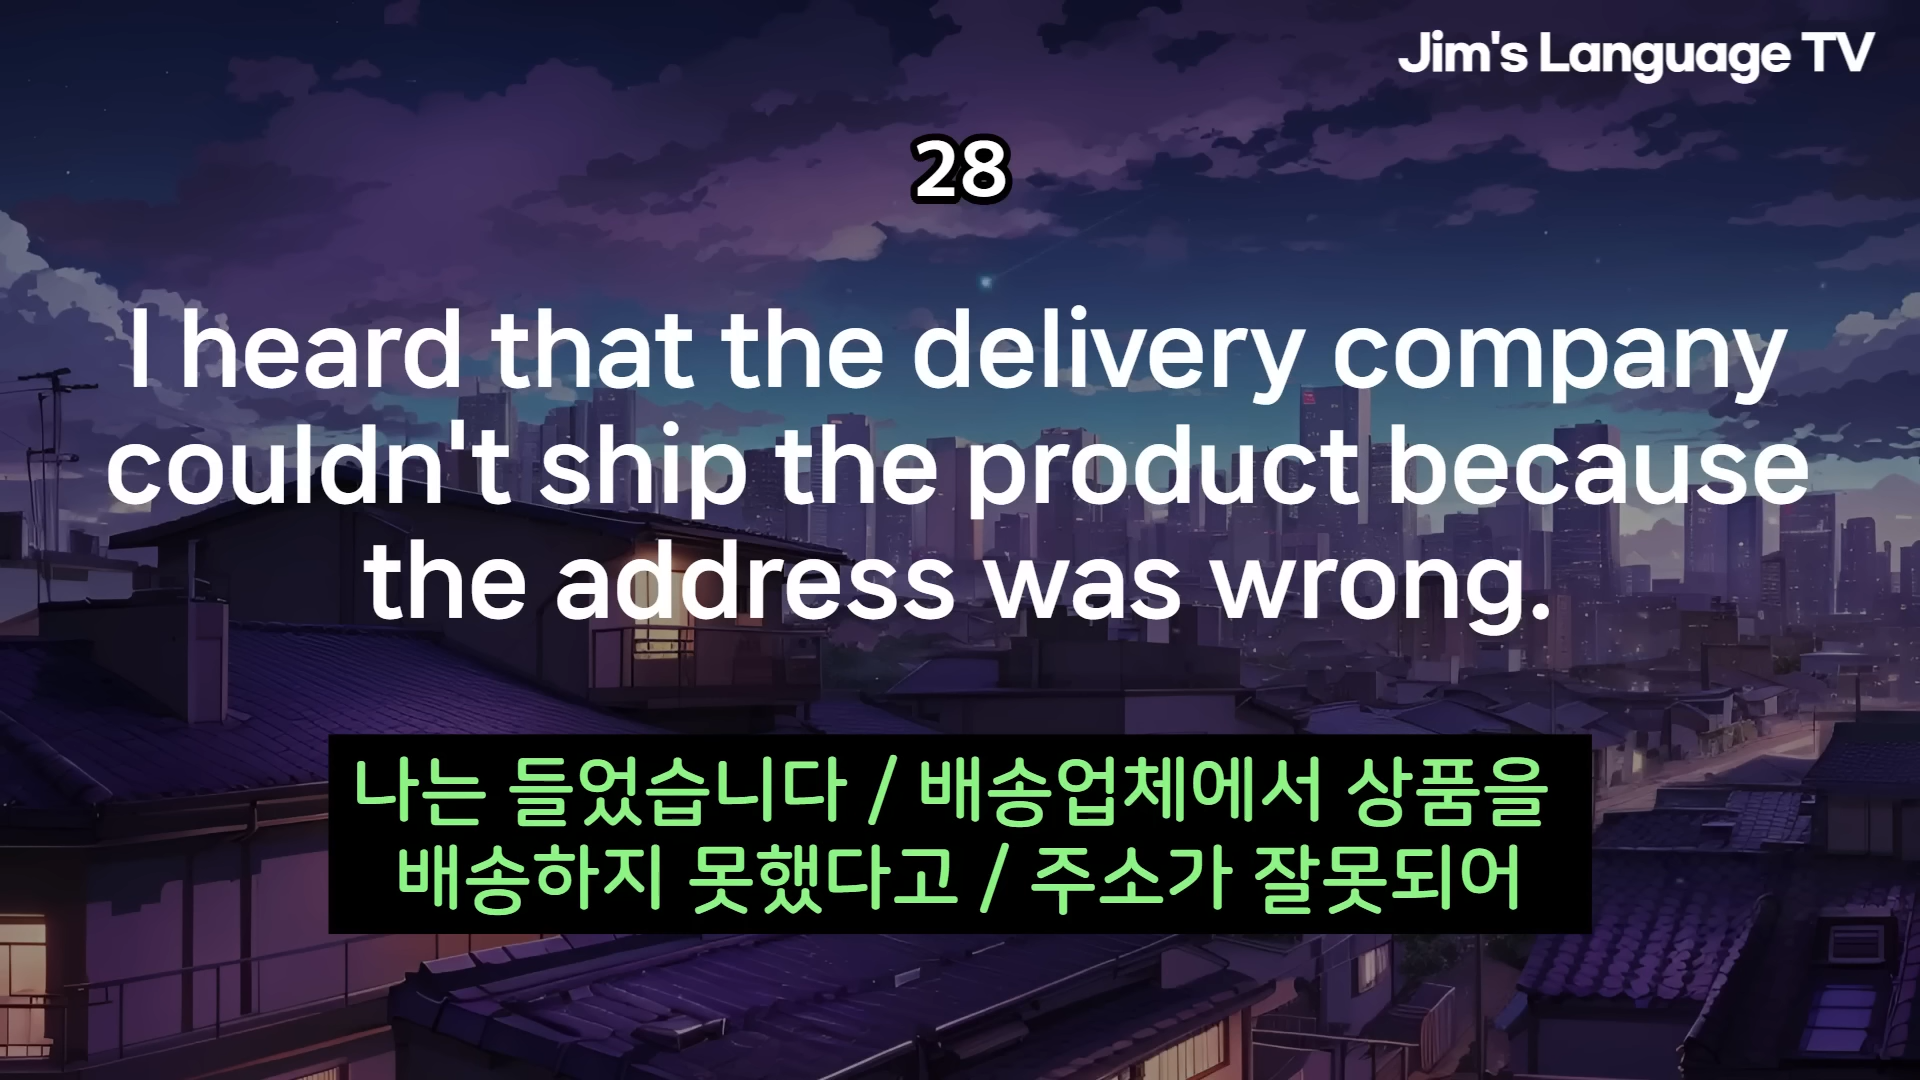 Jim's Language TV
28
I heard that the delivery company
couldn't ship the product because
the address was wrong.
나는 들었습니다 / 배송업체에서 상품을
배송하지 못했다고 / 주소가 잘못되어